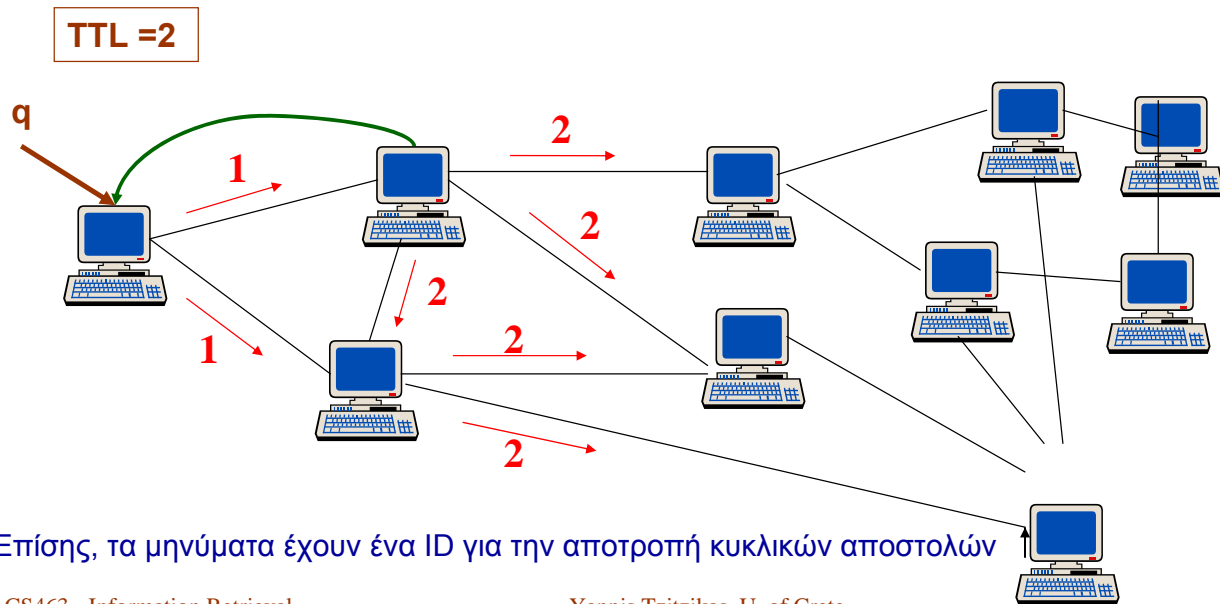 TTL =2
q
2
1
2
2
1
2
2
Επίσης, τα μηνύματα έχουν ένα ID για την αποτροπή κυκλικών αποστολών
CS463 - Information Retrieval
Yannis Tzitzikas, U. of Crete